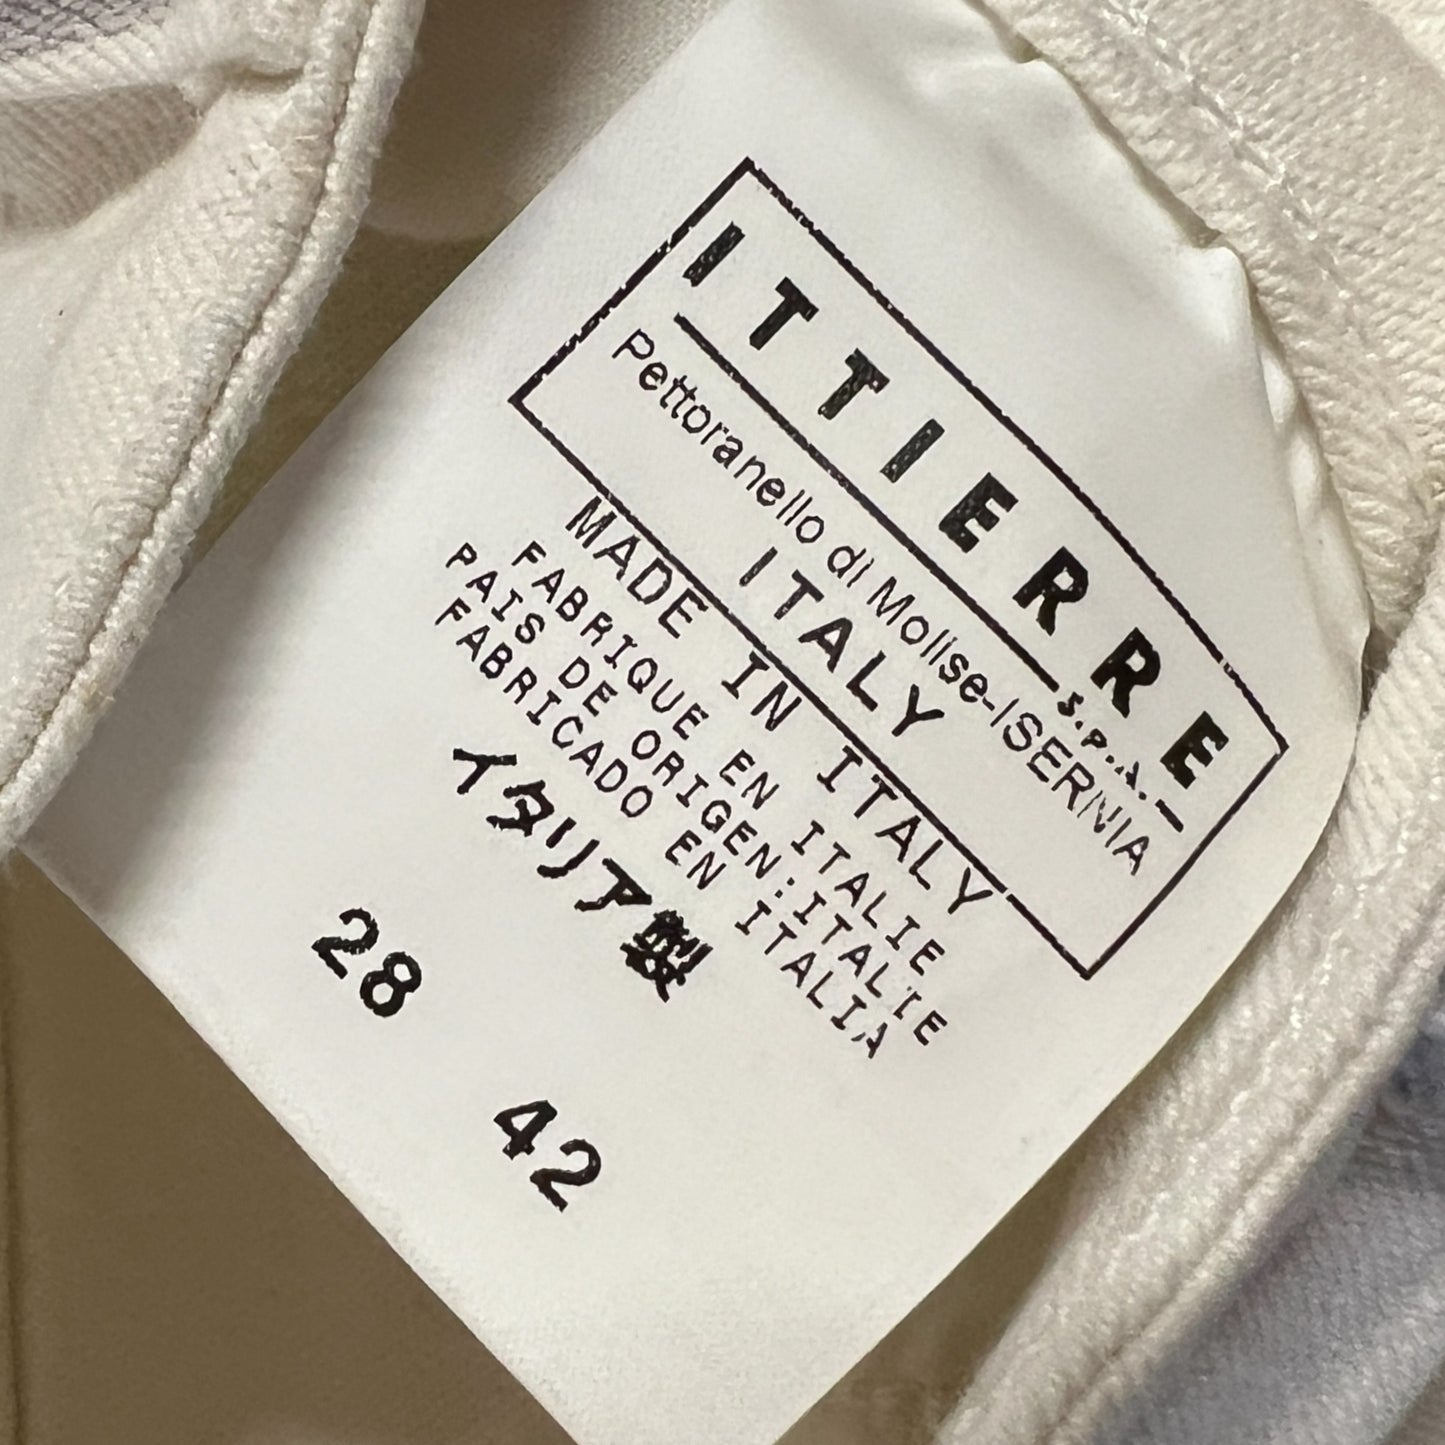 ITTIERRE
S.P.A.
Pettoranello di Molise-ISERNIA
ITALY
MADE IN ITALY
FABRIQUE EN ITALIE
PAIS DE ORIGEN:ITALIE
FABRICADO EN ITALIA
イタリア製
28 42